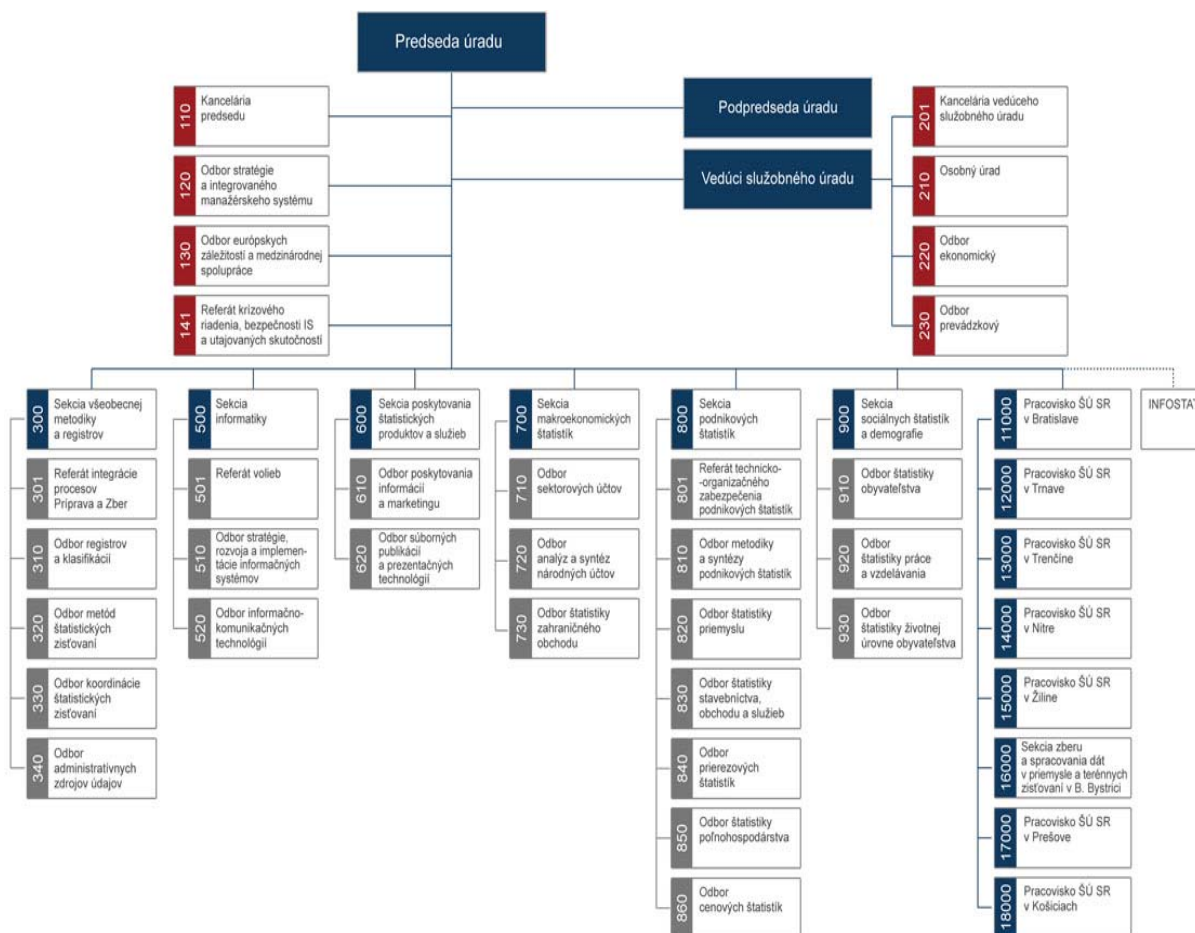 Predseda úradu
110
Kancelária
predsedu
120
Odbor stratégie
a integrovaného
manažérskeho systému
130
Odbor európskych
záležitostí a medzinárodnej
spolupráce
141
Referát krízového
riadenia, bezpečnosti IS
a utajovaných skutočností
Podpredseda úradu
Vedúci služobného úradu
201
Kancelária vedúceho
služobného úradu
210
Osobný úrad
220
Odbor
ekonomický
230
Odbor
prevádzkový
300
Sekcia všeobecnej
metodiky
a registrov
301
Referát integrácie
procesov
Príprava a Zber
310
Odbor registrov
a klasifikácií
320
Odbor metód
štatistických
zisťovaní
330
Odbor koordinácie
štatistických
zisťovaní
340
Odbor
administratívnych
zdrojov údajov
500
Sekcia
informatiky
501
Referát volieb
510
Odbor stratégie,
rozvoja a implemen-
tácie informačných
systémov
520
Odbor informačno-
komunikačných
technológií
600
Sekcia poskytovania
štatistických
produktov a služieb
610
Odbor poskytovania
informácií
a marketingu
620
Odbor súborných
publikácií
a prezentačných
technológií
700
Sekcia
makroekonomických
štatistík
710
Odbor
sektorových účtov
720
Odbor
analýz a syntéz
národných účtov
730
Odbor štatistiky
zahraničného
obchodu
800
Sekcia
podnikových
štatistík
801
Referát technicko-
-organizačného
zabezpečenia
podnikových štatistík
810
Odbor metodiky
a syntézy
podnikových štatistík
820
Odbor štatistiky
priemyslu
830
Odbor štatistiky
stavebníctva,
obchodu a služieb
840
Odbor
prierezových
štatistík
850
Odbor štatistiky
poľnohospodárstva
860
Odbor
cenových štatistík
900
Sekcia
sociálnych štatistík
a demografie
910
Odbor štatistiky
obyvateľstva
920
Odbor
štatistiky práce
a vzdelávania
930
Odbor
štatistiky životnej
úrovne obyvateľstva
11000
Pracovisko ŠÚ SR
v Bratislave
12000
Pracovisko ŠÚ SR
v Trnave
13000
Pracovisko ŠÚ SR
v Trenčíne
14000
Pracovisko ŠÚ SR
v Nitre
15000
Pracovisko ŠÚ SR
v Žiline
16000
Sekcia zberu
a spracovania dát
v priemysle a terénnych
zisťovaní v B. Bystrici
17000
Pracovisko ŠÚ SR
v Prešove
18000
Pracovisko ŠÚ SR
v Košiciach
INFOSTAT